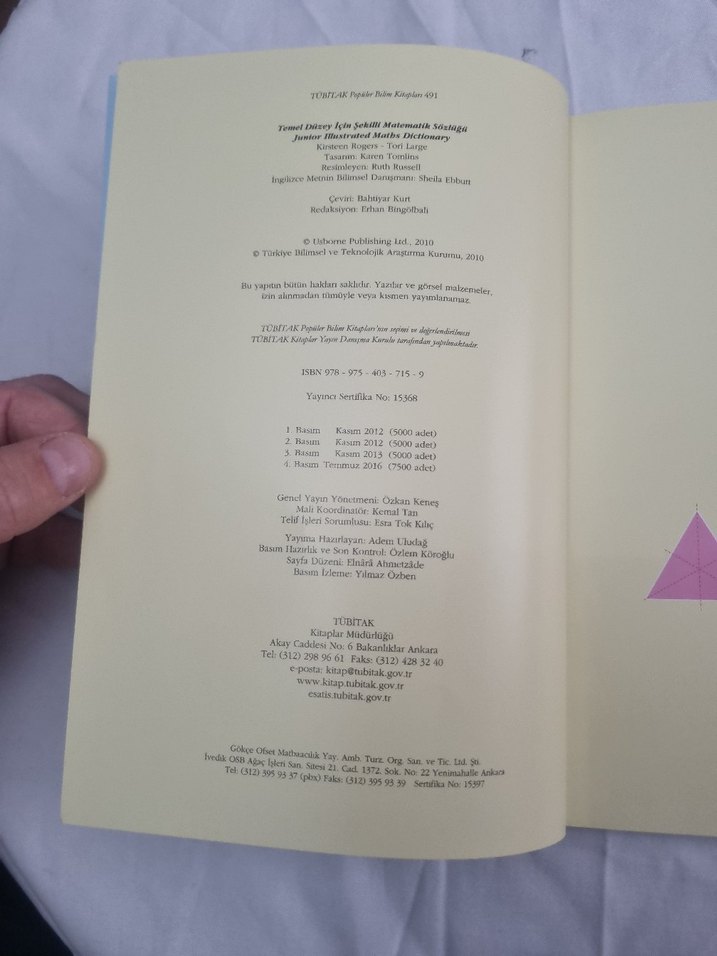 TÜBİTAK Popüler Bilim Kitapları 491
Temel Düzey İçin Şekilli Matematik Sözlüğü
Junior Illustrated Maths Dictionary
Kirsteen Rogers - Tori Large
Tasarım: Karen Tomlins
Resimleyen: Ruth Russell
İngilizce Metnin Bilimsel Danışmanı: Sheila Ebbutt
Çeviri: Bahtiyar Kurt
Redaksiyon: Erhan Bingölbali
© Usborne Publishing Ltd., 2010
© Türkiye Bilimsel ve Teknolojik Araştırma Kurumu, 2010
Bu yapıtın bütün hakları saklıdır. Yazılar ve görsel malzemeler,
izin alınmadan tümüyle veya kısmen yayımlanamaz.
TÜBİTAK Popüler Bilim Kitapları'nın seçimi ve değerlendirilmesi
TÜBİTAK Kitaplar Yayın Danışma Kurulu tarafından yapılmaktadır.
ISBN 978 - 975 - 403 - 715 - 9
Yayıncı Sertifika No: 15368
1. Basım Kasım 2012 (5000 adet)
2. Basım Kasım 2012 (5000 adet)
3. Basım Kasım 2013 (5000 adet)
4. Basım Temmuz 2016 (7500 adet)
Genel Yayın Yönetmeni: Özkan Keneş
Mali Koordinatör: Kemal Tan
Telif İşleri Sorumlusu: Esra Tok Kılıç
Yayıma Hazırlayan: Adem Uludağ
Basım Hazırlık ve Son Kontrol: Özlem Köroğlu
Sayfa Düzeni: Elnârâ Ahmetzâde
Basım İzleme: Yılmaz Özben
TÜBİTAK
Kitaplar Müdürlüğü
Akay Caddesi No: 6 Bakanlıklar Ankara
Tel: (312) 298 96 61 Faks: (312) 428 32 40
e-posta: kitap@tubitak.gov.tr
www.kitap.tubitak.gov.tr
esatis.tubitak.gov.tr
Gökçe Ofset Matbaacılık Yay. Amb. Turz. Org. San. ve Tic. Ltd. Şti.
İvedik OSB Ağaç İşleri San. Sitesi 21. Cad. 1372. Sok. No: 22 Yenimahalle Ankara
Tel: (312) 395 93 37 (pbx) Faks: (312) 395 93 39 Sertifika No: 15397